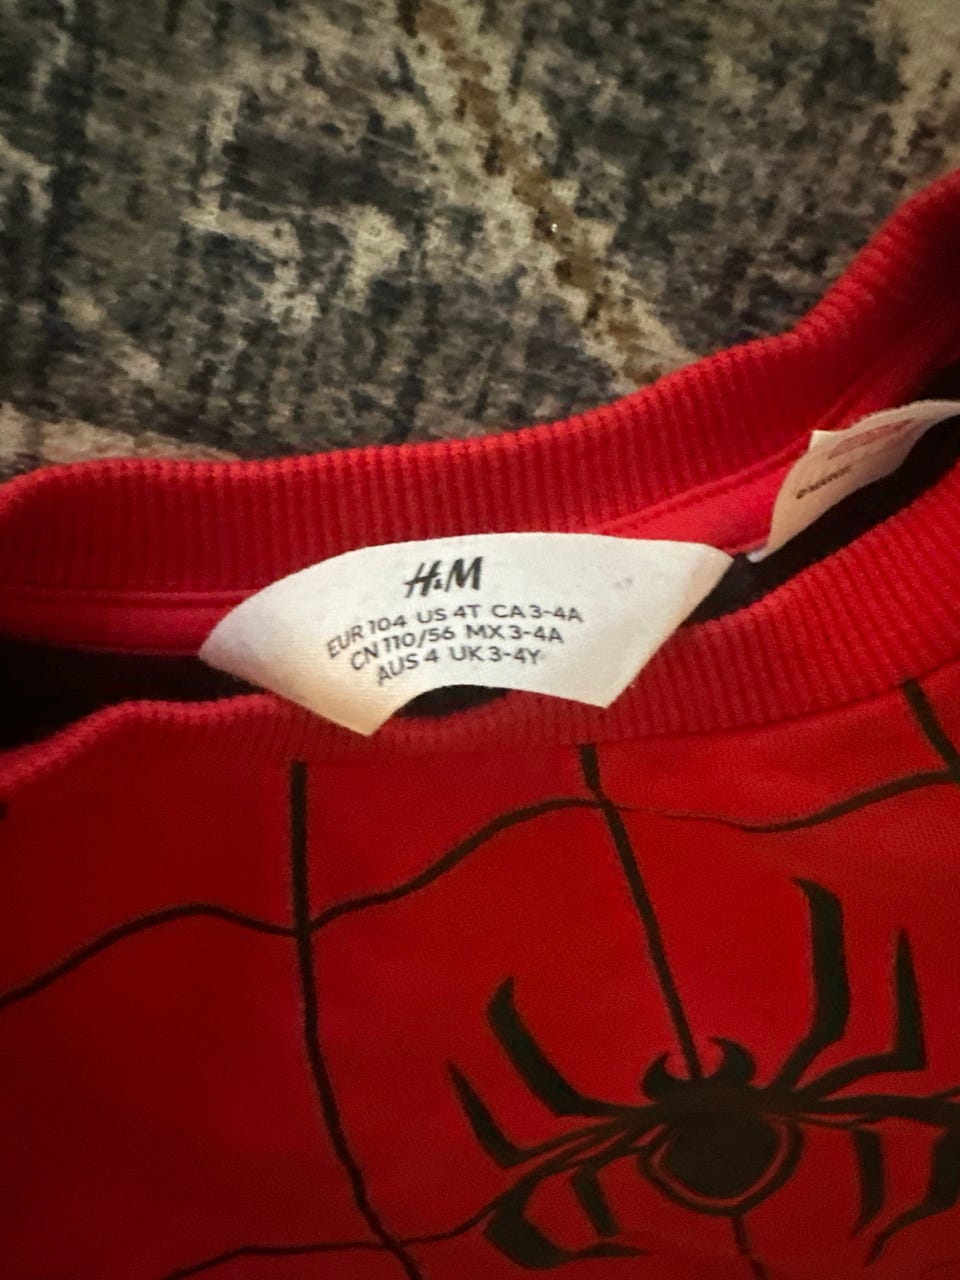 H&M
EUR 104 US 4T CA 3-4A
CN 110/56 MX 3-4A
AUS 4 UK 3-4Y